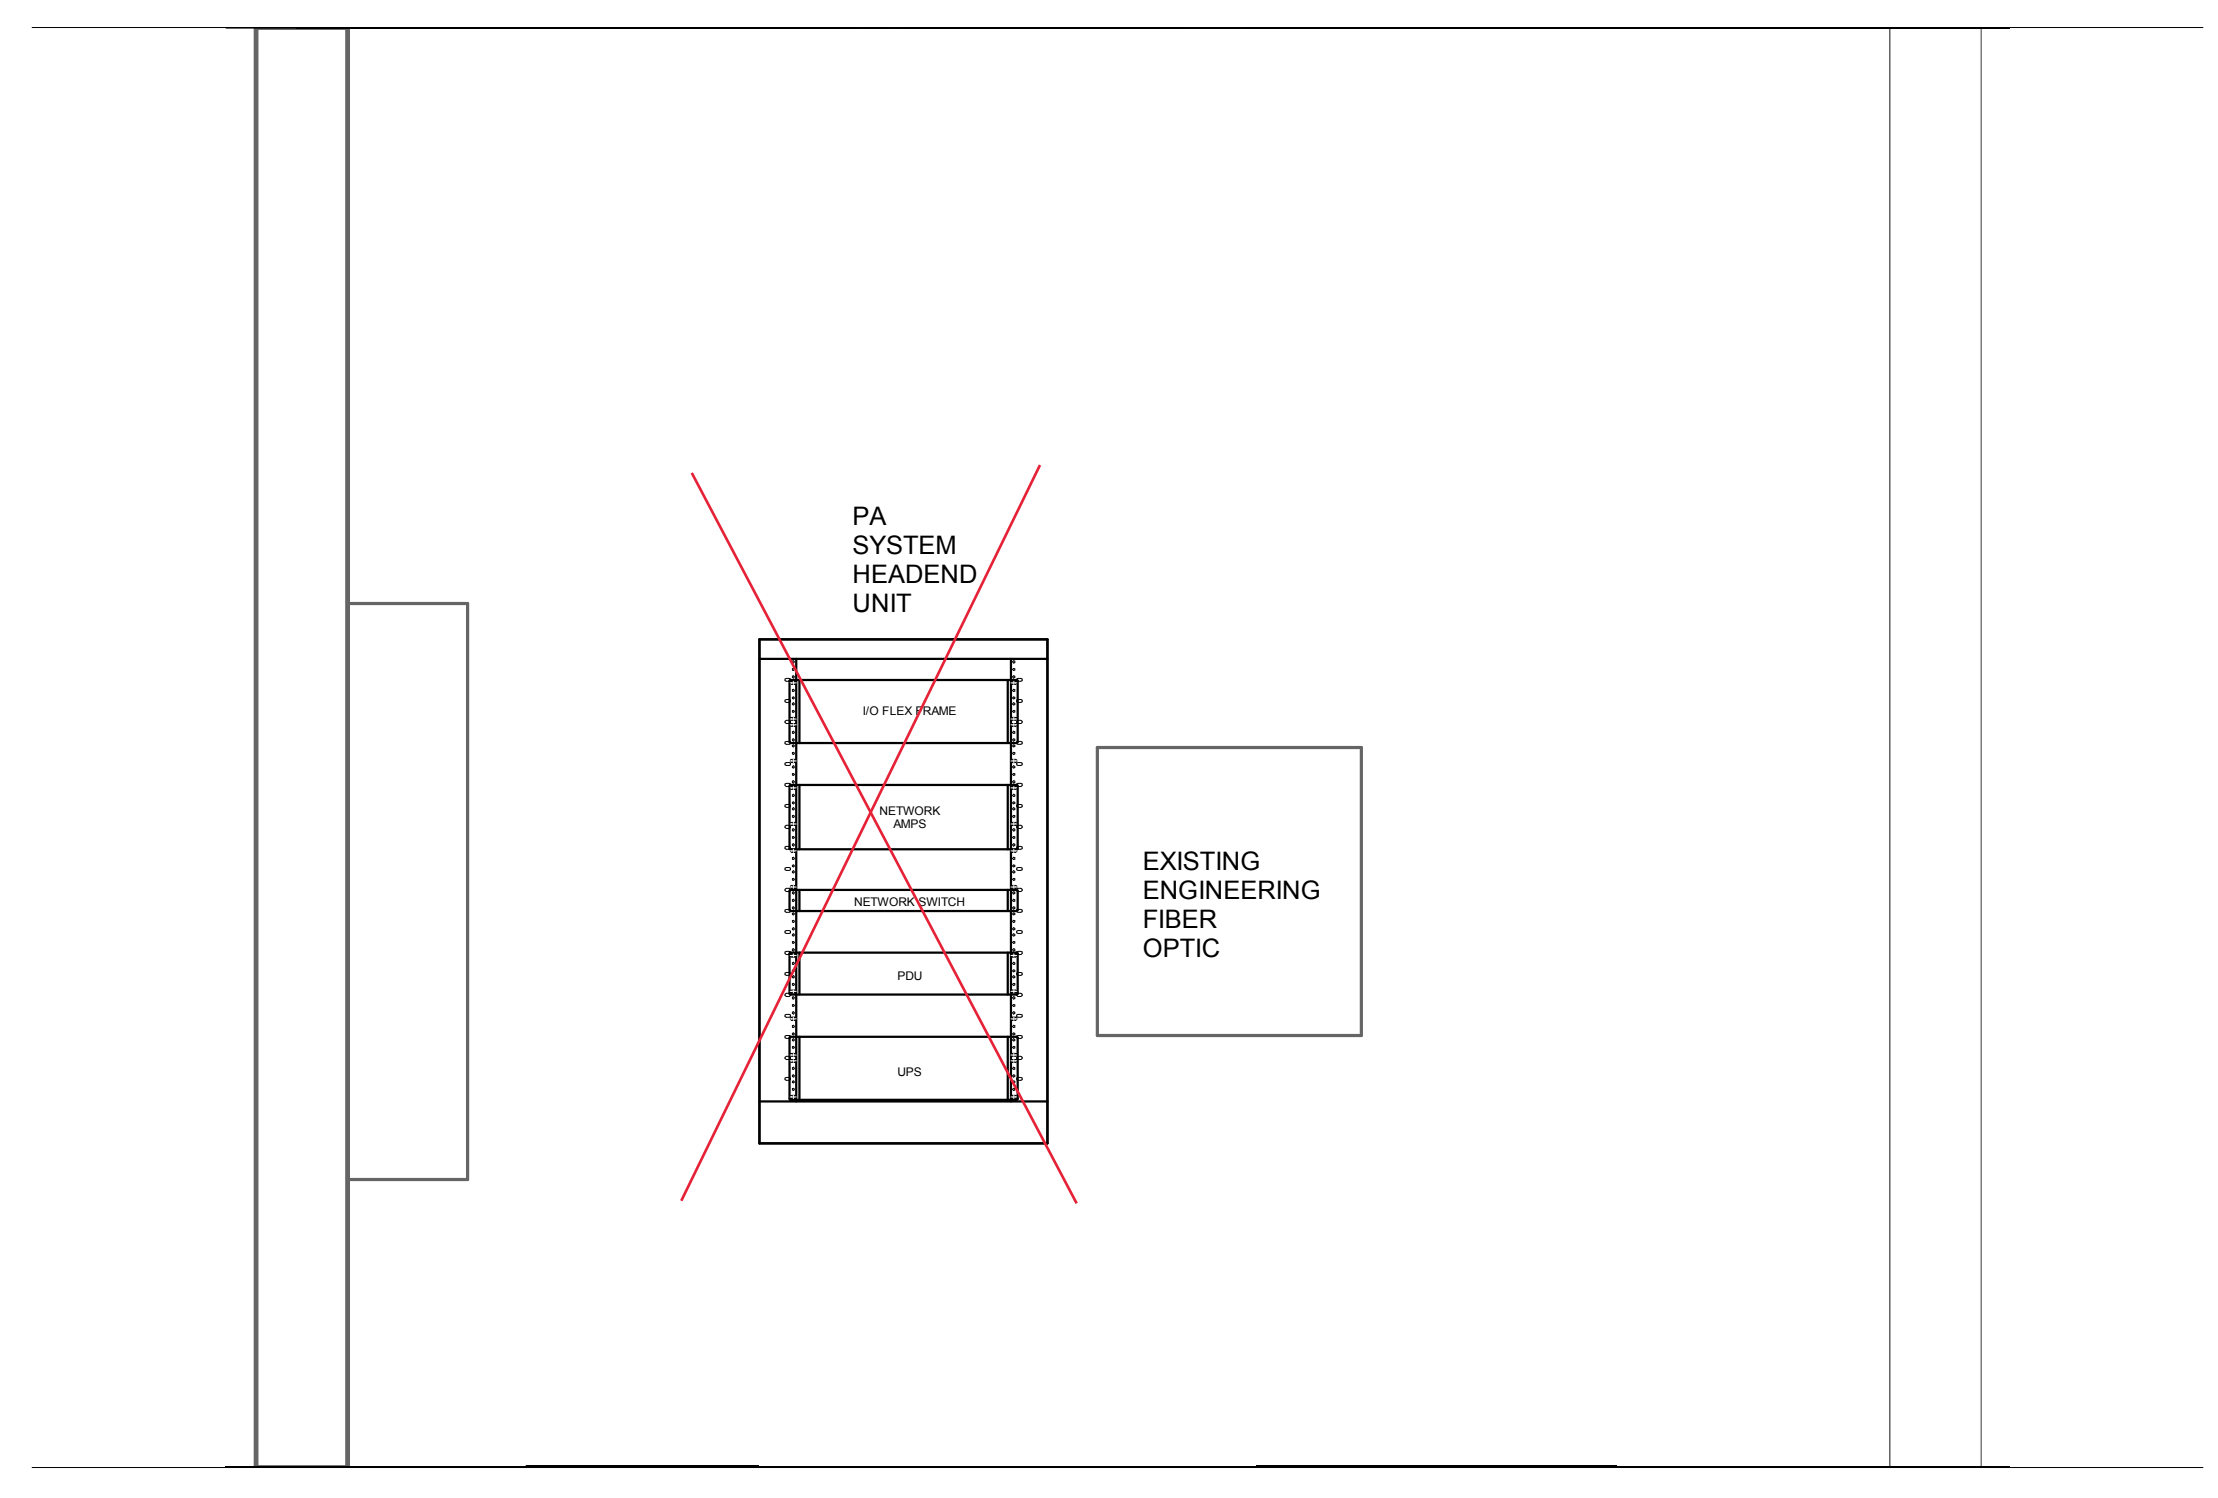 PA
SYSTEM
HEADEND
UNIT
I/O FLEX FRAME
NETWORK
AMPS
NETWORK SWITCH
PDU
UPS
EXISTING
ENGINEERING
FIBER
OPTIC